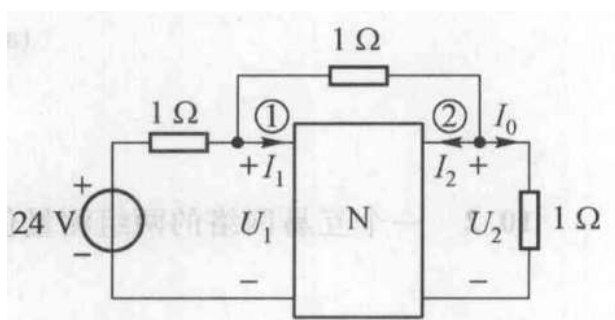 1 Ω
1 Ω ① ② I₀
+ I₁ I₂ +
+
24 V U₁ N U₂ 1 Ω
-
- -